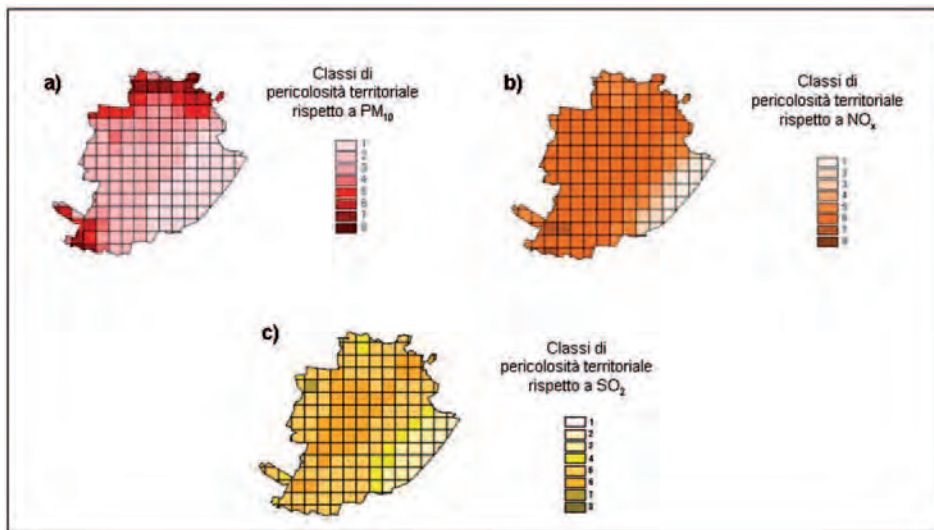 a)
Classi di
pericolosità territoriale
rispetto a PM₁₀
1
2
3
4
5
6
7
8
b)
Classi di
pericolosità territoriale
rispetto a NOₓ
1
2
3
4
5
6
7
8
c)
Classi di
pericolosità territoriale
rispetto a SO₂
1
2
3
4
5
6
7
8